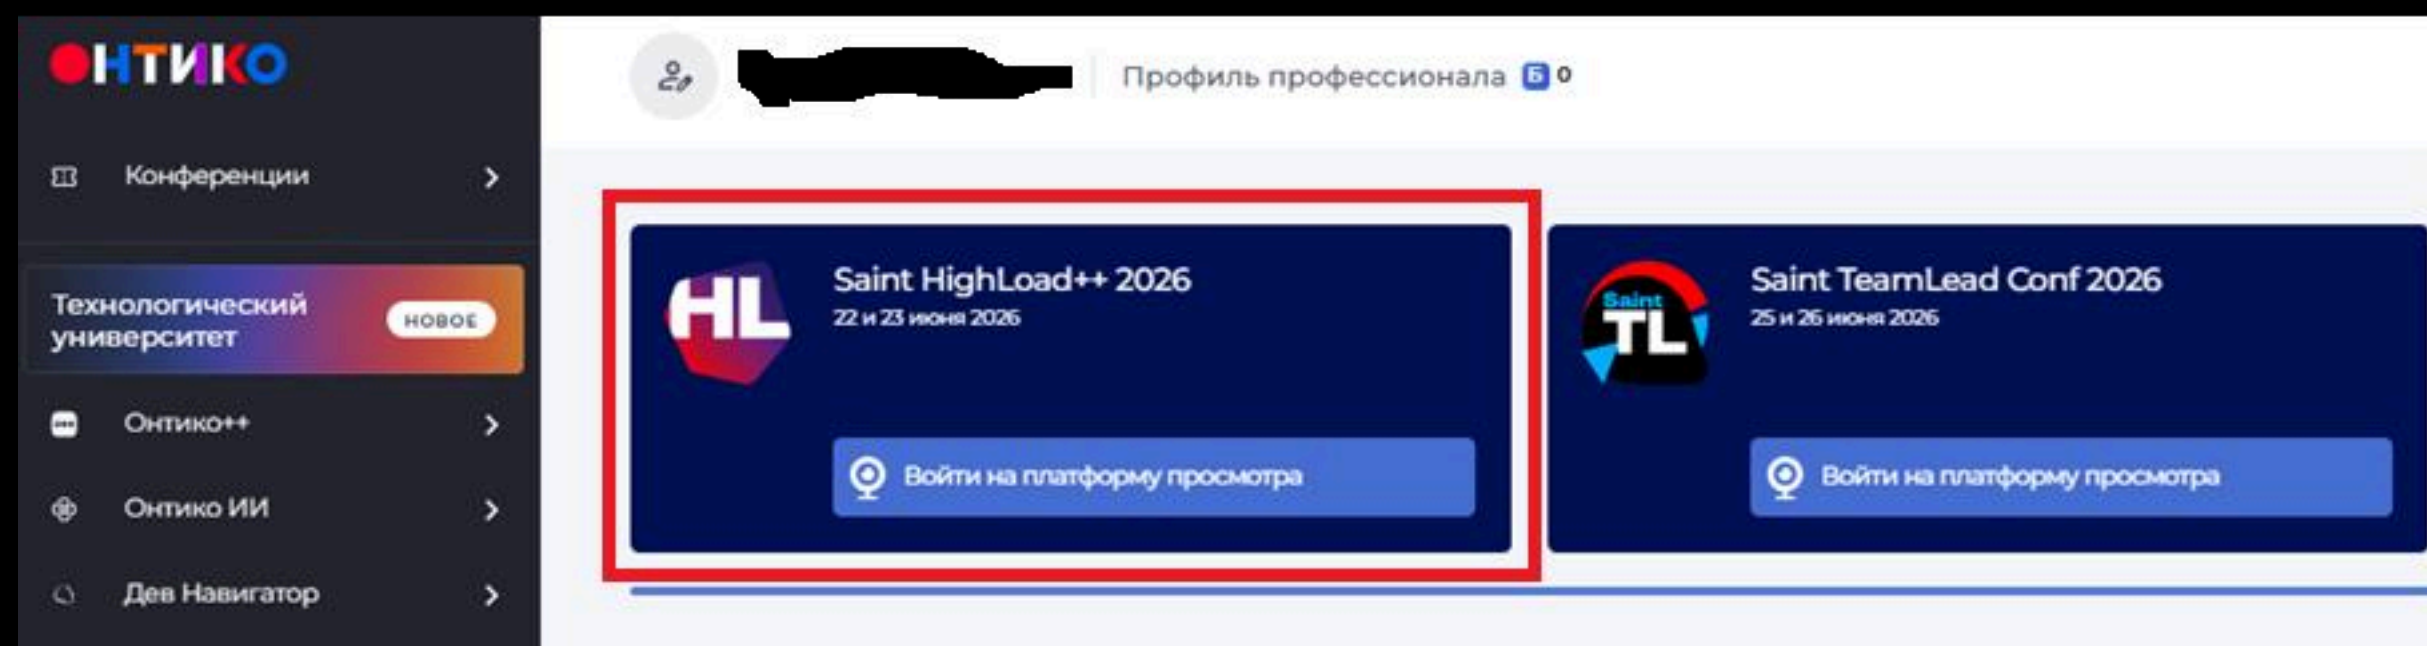 ОНТИКО
Профиль профессионала Б 0
Конференции
Технологический
университет
НОВОЕ
Онтико++
Онтико ИИ
Дев Навигатор
HL
Saint HighLoad++ 2026
22 и 23 июня 2026
Войти на платформу просмотра
Saint
TL
Saint TeamLead Conf 2026
25 и 26 июня 2026
Войти на платформу просмотра